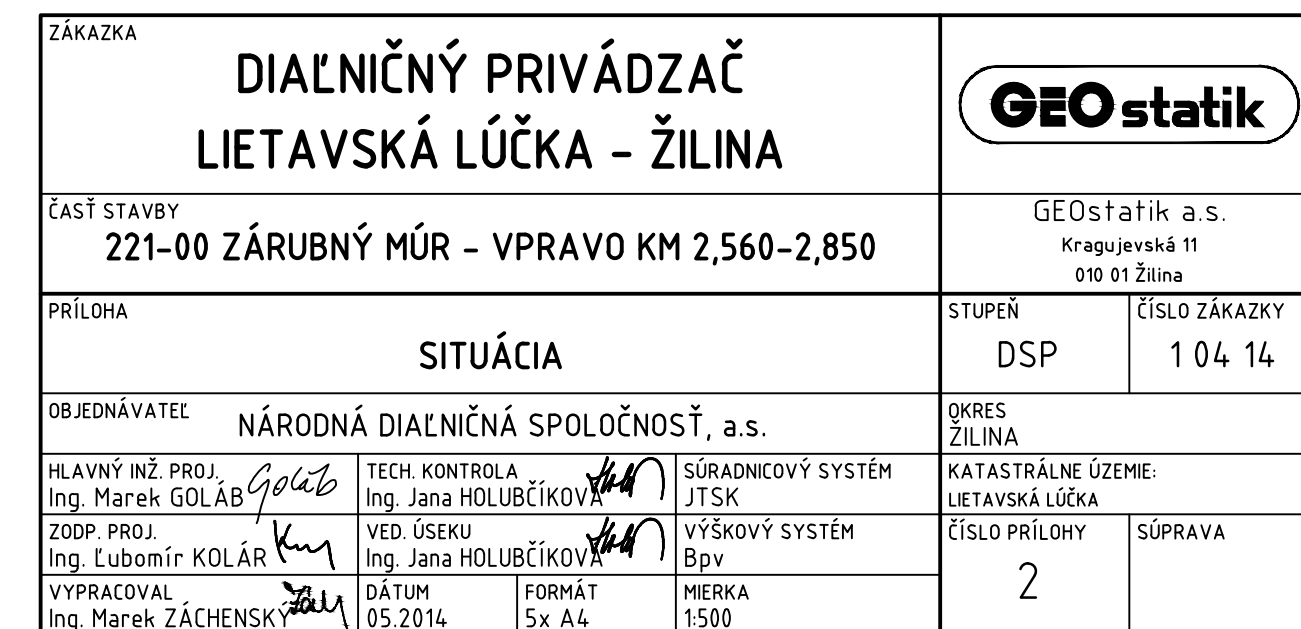 ZÁKAZKA
DIAĽNIČNÝ PRIVÁDZAČ
LIETAVSKÁ LÚČKA - ŽILINA
GEOstatik
ČASŤ STAVBY
221-00 ZÁRUBNÝ MÚR - VPRAVO KM 2,560-2,850
GEOstatik a.s.
Kragujevská 11
010 01 Žilina
PRÍLOHA
SITUÁCIA
STUPEŇ
DSP
ČÍSLO ZÁKAZKY
1 04 14
OBJEDNÁVATEĽ
NÁRODNÁ DIAĽNIČNÁ SPOLOČNOSŤ, a.s.
OKRES
ŽILINA
HLAVNÝ INŽ. PROJ.
Ing. Marek GOLÁB
Goláb
TECH. KONTROLA
Ing. Jana HOLUBČÍKOVÁ
SÚRADNICOVÝ SYSTÉM
JTSK
KATASTRÁLNE ÚZEMIE:
LIETAVSKÁ LÚČKA
ZODP. PROJ.
Ing. Ľubomír KOLÁR
VED. ÚSEKU
Ing. Jana HOLUBČÍKOVÁ
VÝŠKOVÝ SYSTÉM
Bpv
ČÍSLO PRÍLOHY
2
SÚPRAVA
VYPRACOVAL
Ing. Marek ZÁCHENSKÝ
DÁTUM
05.2014
FORMÁT
5x A4
MIERKA
1:500